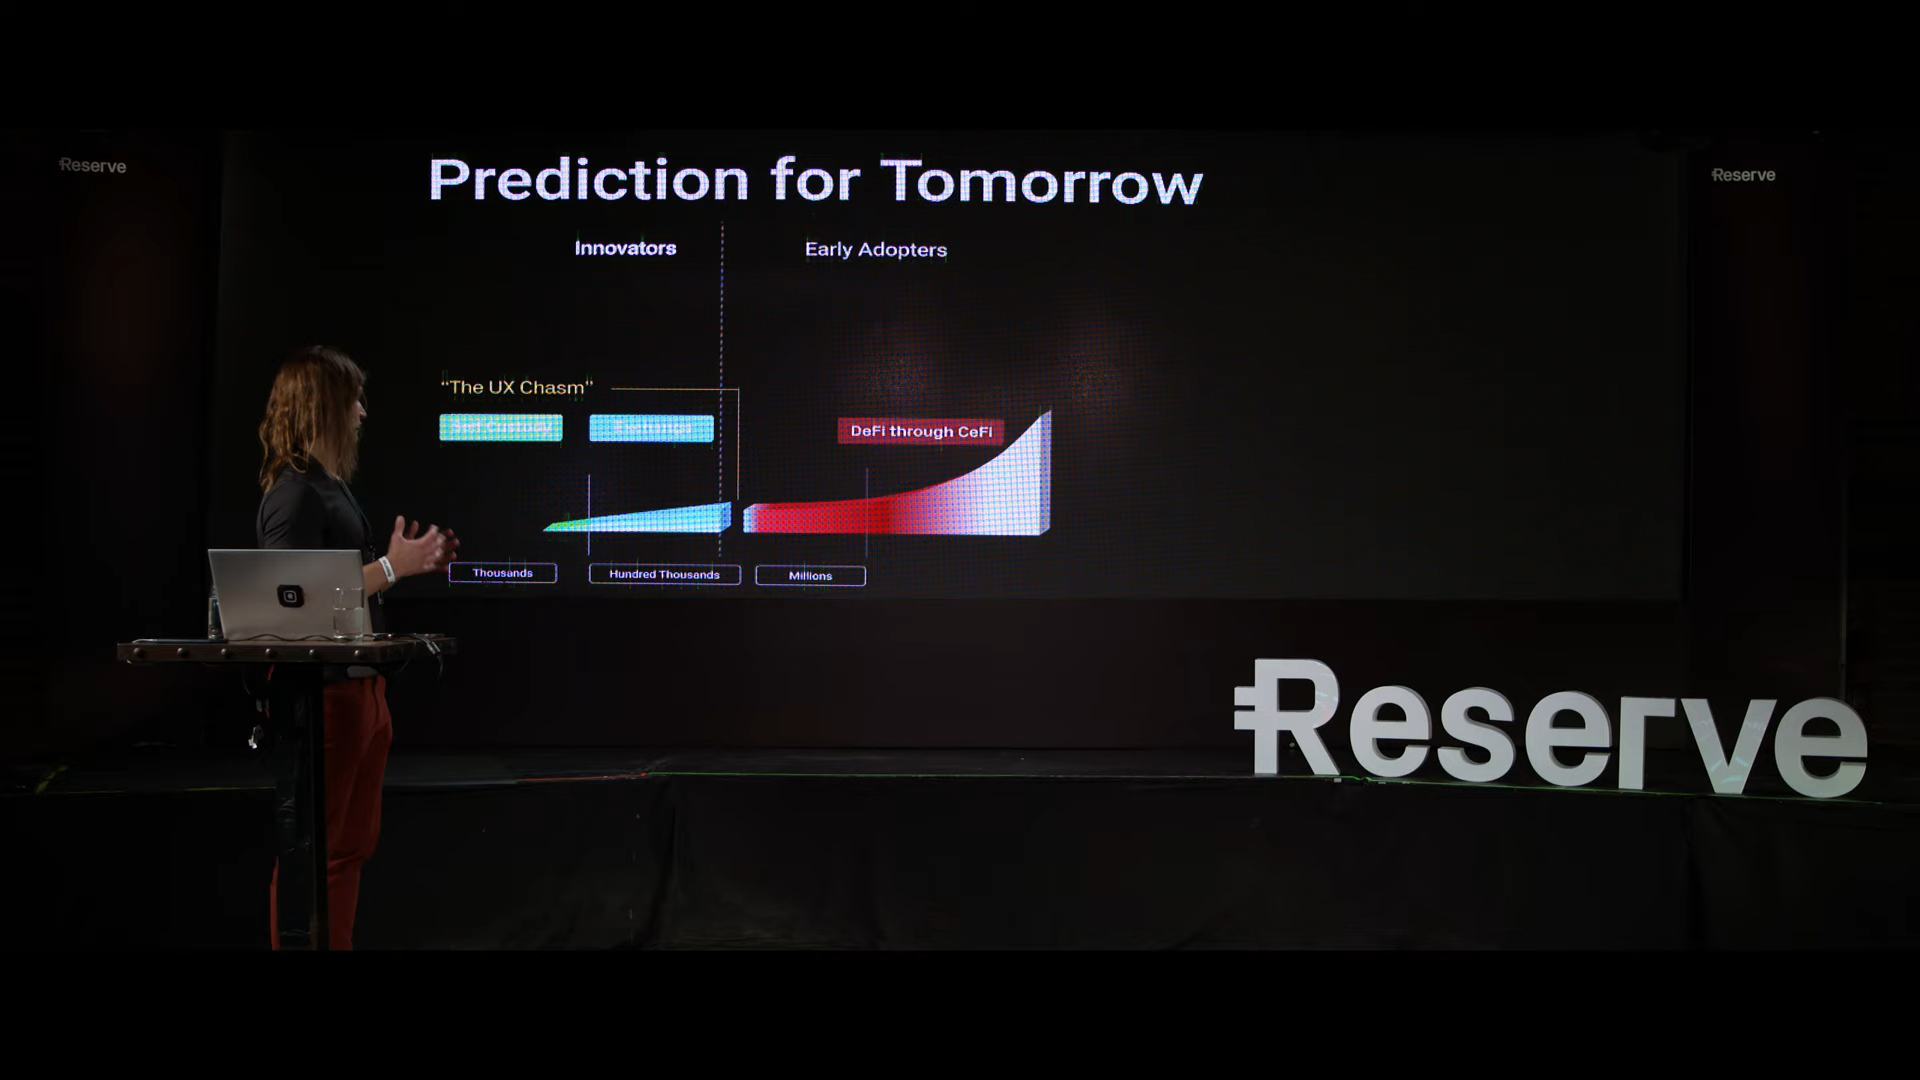 Reserve
Reserve
Prediction for Tomorrow
Innovators
Early Adopters
“The UX Chasm”
DeFi through CeFi
Thousands
Hundred Thousands
Millions
Reserve